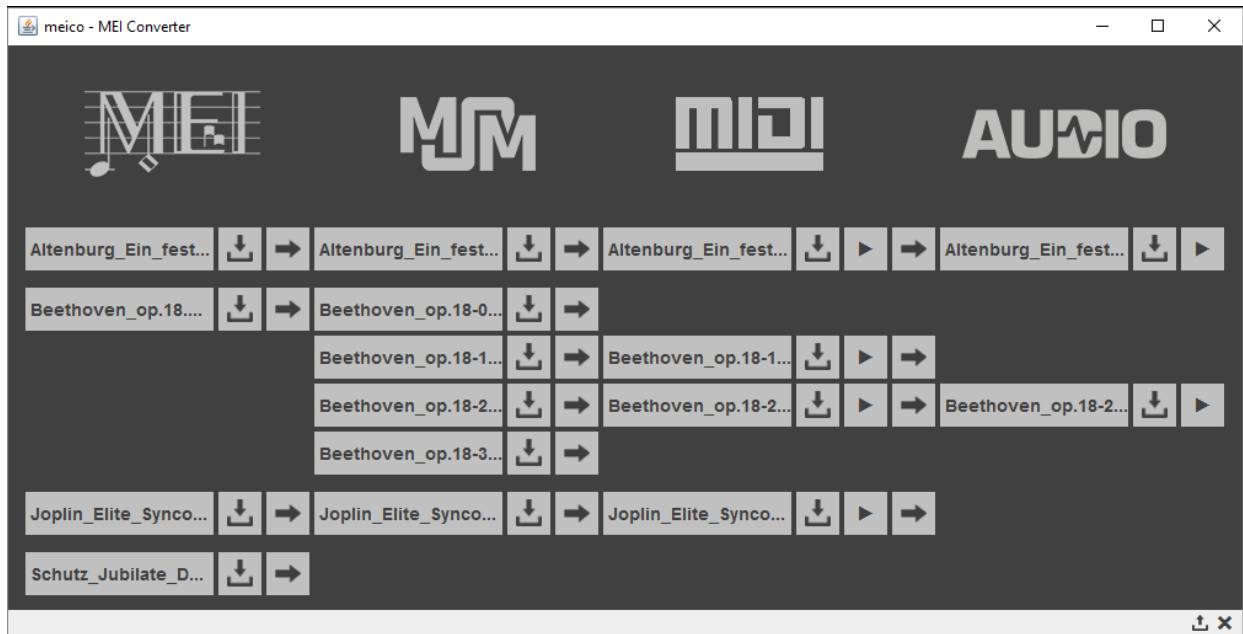 meico - MEI Converter
MEI MSM MIDI AUDIO
Altenburg_Ein_fest... Altenburg_Ein_fest... Altenburg_Ein_fest... Altenburg_Ein_fest...
Beethoven_op.18.... Beethoven_op.18-0...
Beethoven_op.18-1... Beethoven_op.18-1...
Beethoven_op.18-2... Beethoven_op.18-2... Beethoven_op.18-2...
Beethoven_op.18-3...
Joplin_Elite_Synco... Joplin_Elite_Synco... Joplin_Elite_Synco...
Schutz_Jubilate_D...